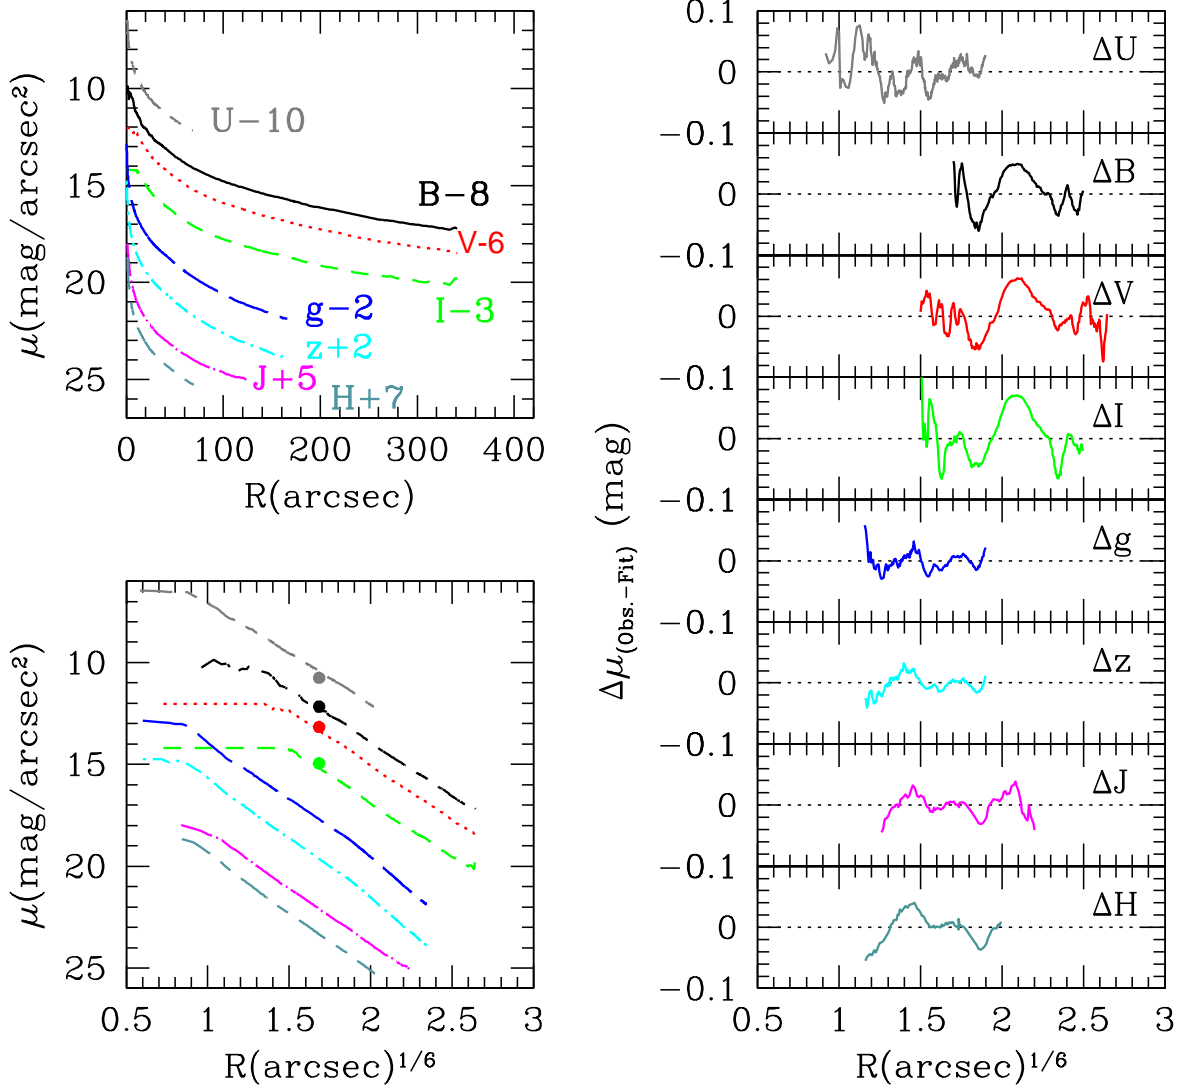 μ(mag/arcsec²)
10
15
20
25
U−10
B−8
V-6
I−3
g−2
z+2
J+5
H+7
0 100 200 300 400
R(arcsec)
μ(mag/arcsec²)
10
15
20
25
0.5 1 1.5 2 2.5 3
R(arcsec)^1/6
Δμ(Obs.−Fit) (mag)
0.1
0
−0.1
ΔU
0
−0.1
ΔB
0
−0.1
ΔV
0
−0.1
ΔI
0
−0.1
Δg
0
−0.1
Δz
0
−0.1
ΔJ
0
−0.1
ΔH
0.5 1 1.5 2 2.5 3
R(arcsec)^1/6